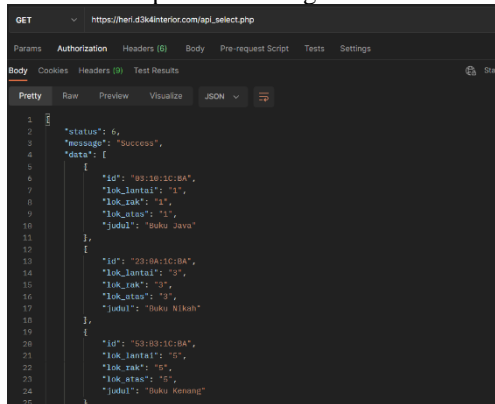 GET https://heri.d3k4interior.com/api_select.php
Params Authorization Headers (6) Body Pre-request Script Tests Settings
Body Cookies Headers (9) Test Results
Pretty Raw Preview Visualize JSON
1 {
2 "status": 6,
3 "message": "Success",
4 "data": [
5 {
6 "id": "03:10:1C:BA",
7 "lok_lantai": "1",
8 "lok_rak": "1",
9 "lok_atas": "1",
10 "judul": "Buku Java"
11 },
12 {
13 "id": "23:8A:1C:BA",
14 "lok_lantai": "3",
15 "lok_rak": "3",
16 "lok_atas": "3",
17 "judul": "Buku Nikah"
18 },
19 {
20 "id": "53:B3:1C:BA",
21 "lok_lantai": "5",
22 "lok_rak": "5",
23 "lok_atas": "5",
24 "judul": "Buku Kenang"